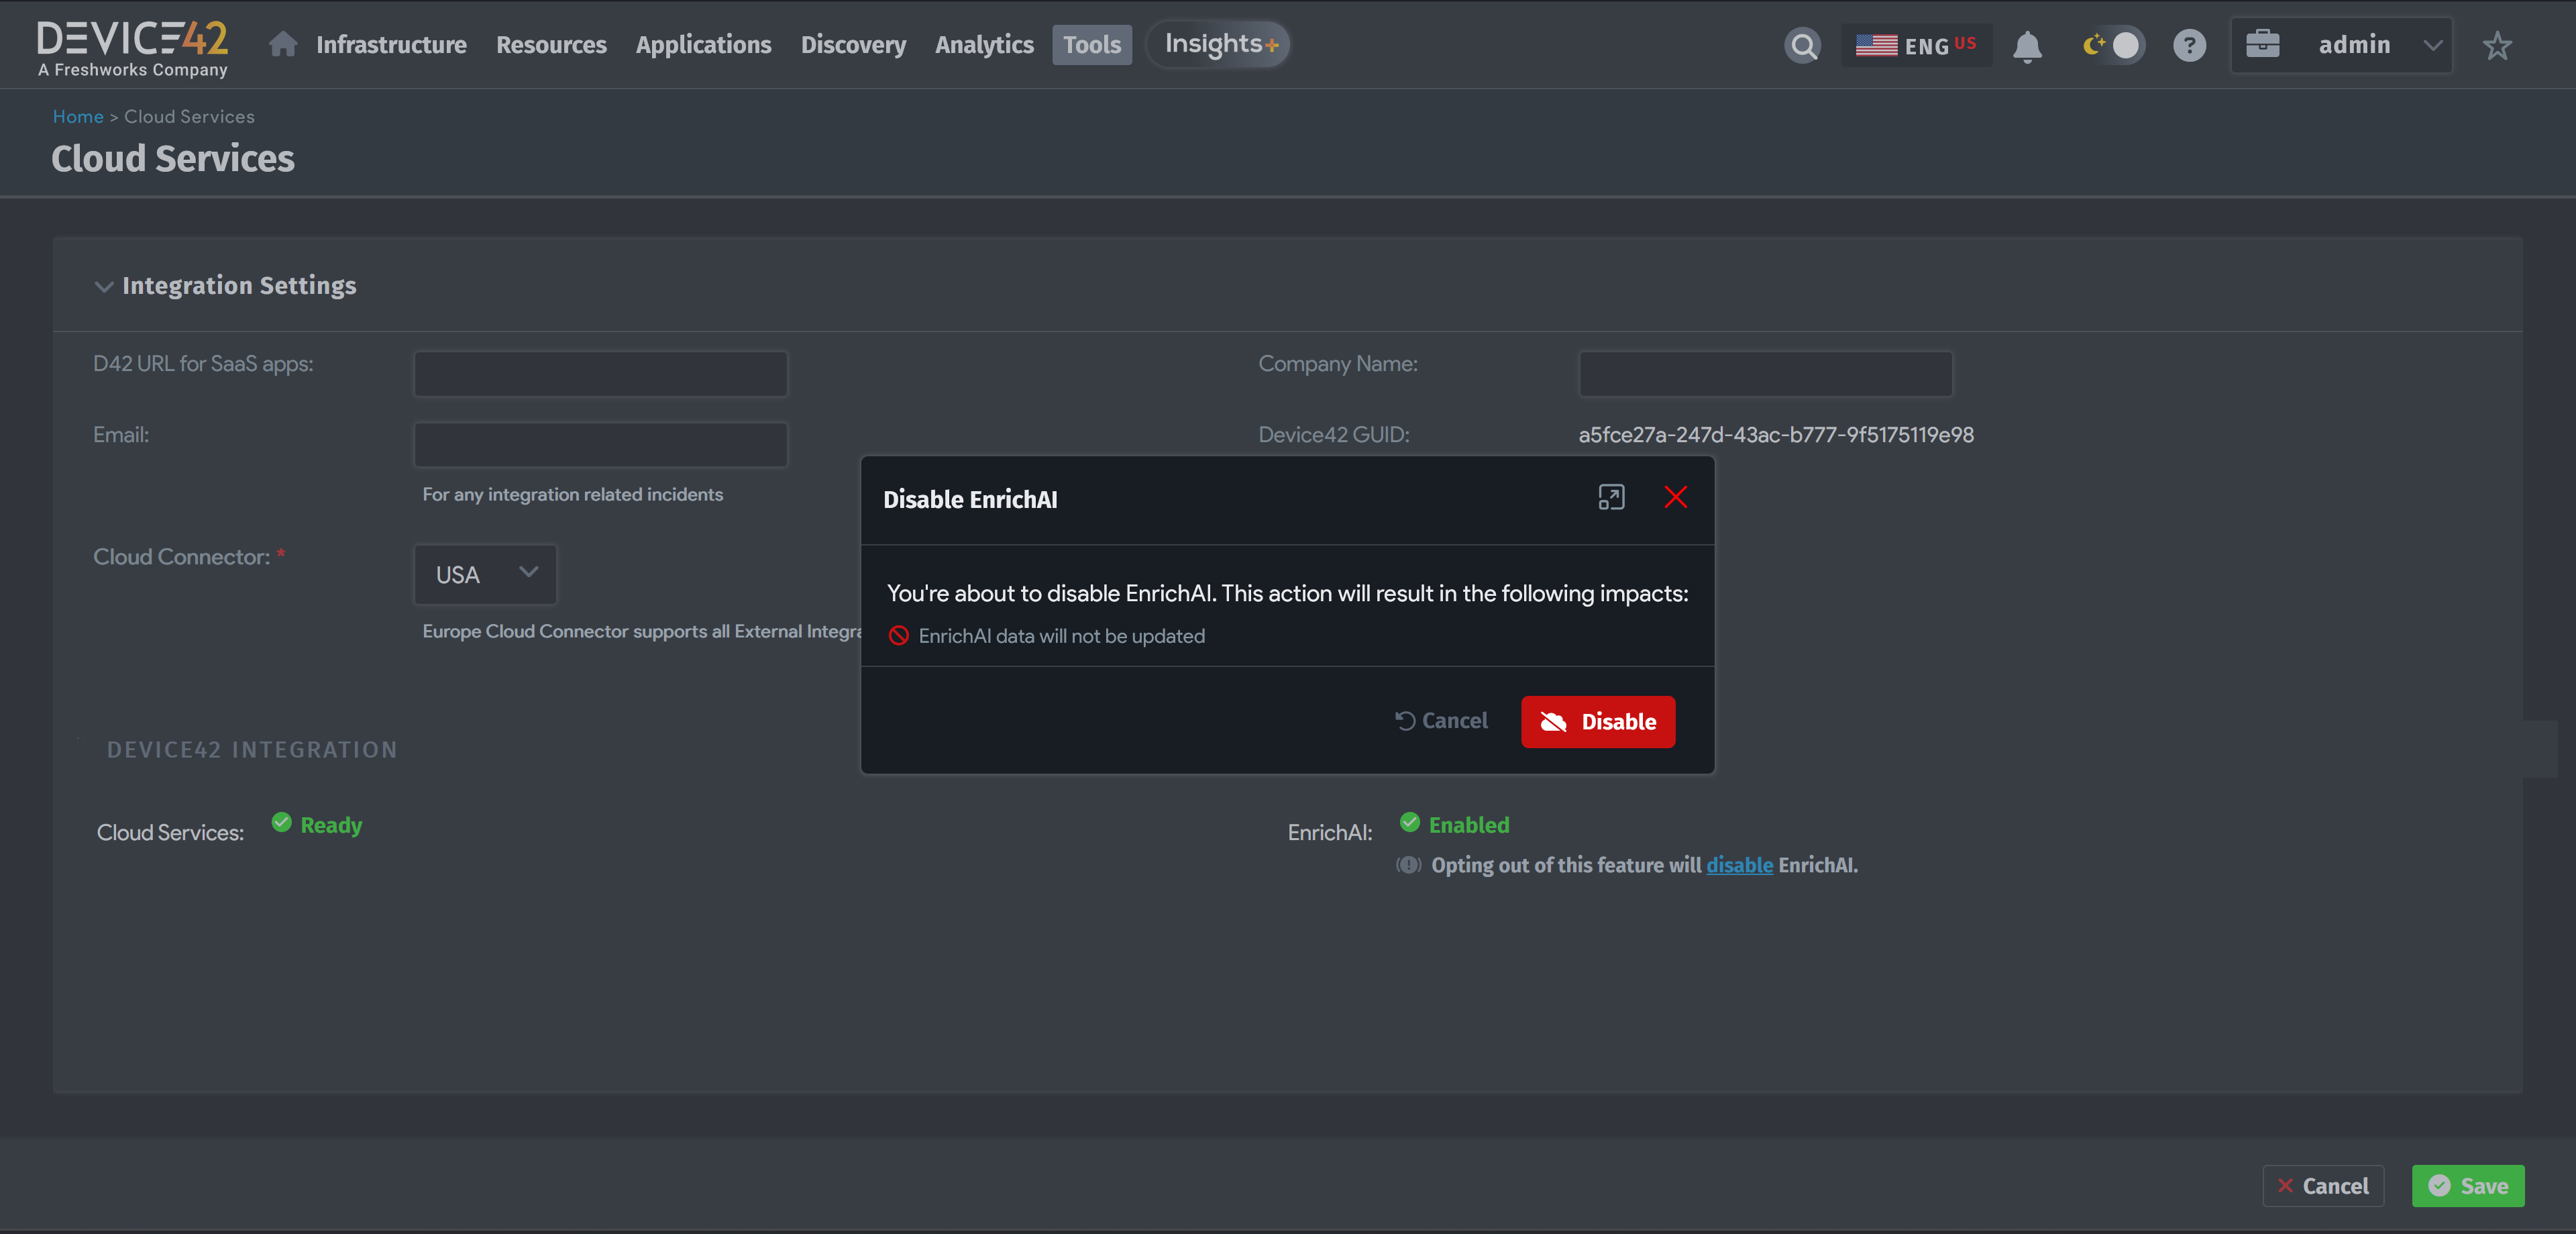 DEVICE42
A Freshworks Company
Infrastructure
Resources
Applications
Discovery
Analytics
Tools
Insights+
ENG US
?
admin
Home > Cloud Services
Cloud Services
Integration Settings
D42 URL for SaaS apps:
Company Name:
Email:
Device42 GUID:
a5fce27a-247d-43ac-b777-9f5175119e98
For any integration related incidents
Cloud Connector: *
USA
Europe Cloud Connector supports all External Integra
Disable EnrichAI
You're about to disable EnrichAI. This action will result in the following impacts:
EnrichAI data will not be updated
Cancel
Disable
DEVICE42 INTEGRATION
Cloud Services:
Ready
EnrichAI:
Enabled
Opting out of this feature will disable EnrichAI.
Cancel
Save